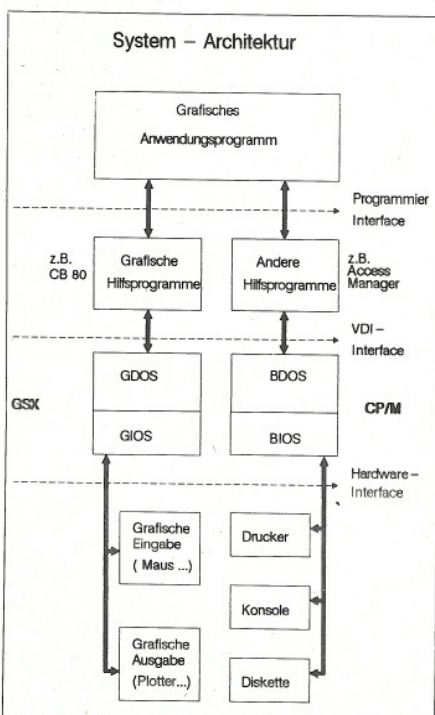 System – Architektur
Grafisches
Anwendungsprogramm
Programmier
Interface
z.B.
CB 80
Grafische
Hilfsprogramme
Andere
Hilfsprogramme
z.B.
Access
Manager
VDI –
Interface
GSX
GDOS
GIOS
BDOS
BIOS
CP/M
Hardware –
Interface
Grafische
Eingabe
( Maus ...)
Drucker
Konsole
Grafische
Ausgabe
(Plotter...)
Diskette